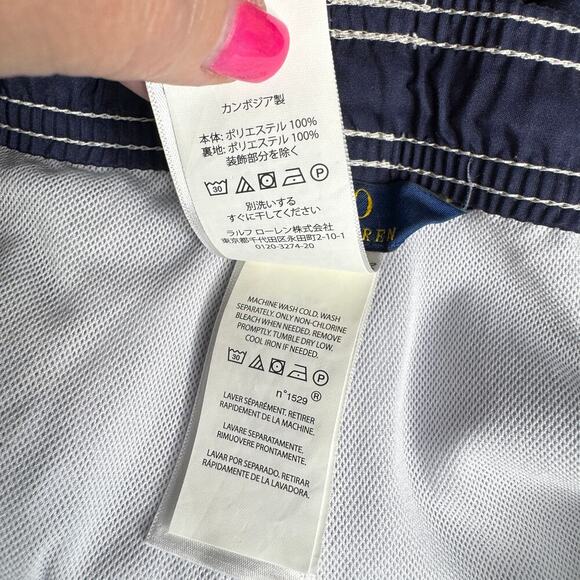 カンボジア製
本体: ポリエステル 100%
裏地: ポリエステル 100%
装飾部分を除く
30 P
別洗いする
すぐに干してください
ラルフ ローレン株式会社
東京都千代田区永田町2-10-1
0120-3274-20
O
REN
MACHINE WASH COLD. WASH
SEPARATELY. ONLY NON-CHLORINE
BLEACH WHEN NEEDED. REMOVE
PROMPTLY. TUMBLE DRY LOW.
COOL IRON IF NEEDED.
30 P
n°1529 ®
LAVER SÉPARÉMENT. RETIRER
RAPIDEMENT DE LA MACHINE.
LAVARE SEPARATAMENTE.
RIMUOVERE PRONTAMENTE.
LAVAR POR SEPARADO. RETIRAR
RÁPIDAMENTE DE LA LAVADORA.